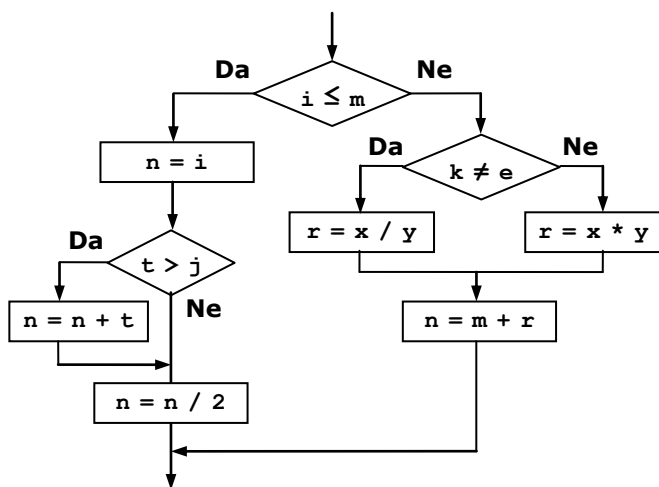 Da
Ne
i ≤ m
n = i
Da
Ne
k ≠ e
r = x / y
r = x * y
Da
t > j
Ne
n = n + t
n = m + r
n = n / 2